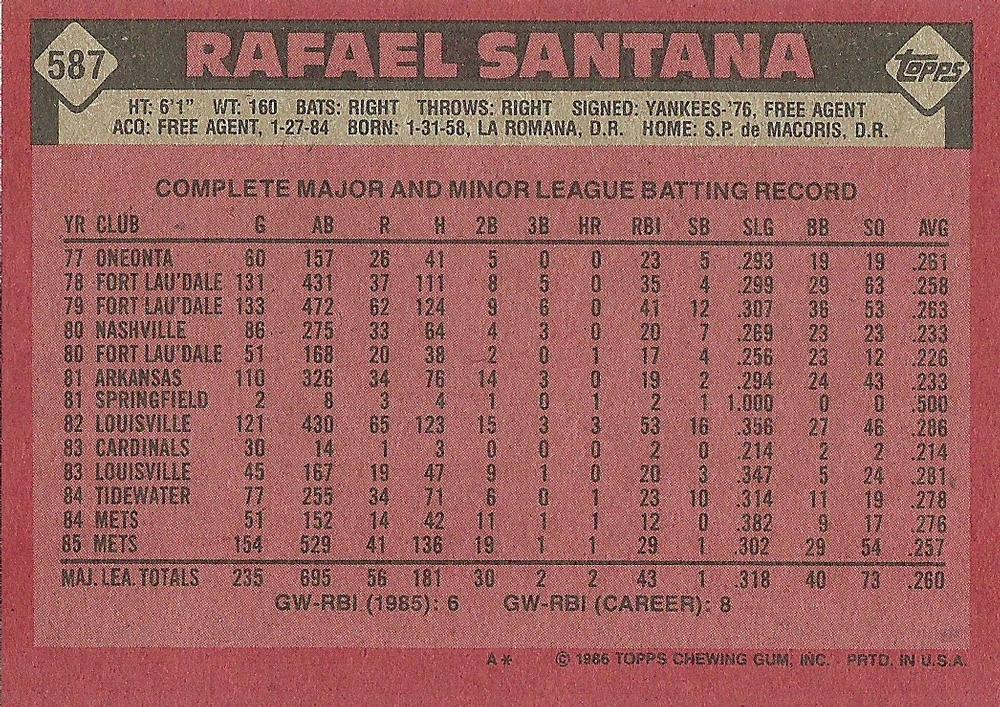 587 RAFAEL SANTANA TOPPS
HT: 6'1" WT: 160 BATS: RIGHT THROWS: RIGHT SIGNED: YANKEES-'76, FREE AGENT
ACQ: FREE AGENT, 1-27-84 BORN: 1-31-58, LA ROMANA, D.R. HOME: S.P. de MACORIS, D.R.
COMPLETE MAJOR AND MINOR LEAGUE BATTING RECORD
YR CLUB G AB R H 2B 3B HR RBI SB SLG BB SO AVG
77 ONEONTA 60 157 26 41 5 0 0 23 5 .293 19 19 .261
78 FORT LAU'DALE 131 431 37 111 8 5 0 35 4 .299 29 63 .258
79 FORT LAU'DALE 133 472 62 124 9 6 0 41 12 .307 36 53 .263
80 NASHVILLE 86 275 33 64 4 3 0 20 7 .269 23 23 .233
80 FORT LAU'DALE 51 168 20 38 2 0 1 17 4 .256 23 12 .226
81 ARKANSAS 110 326 34 76 14 3 0 19 2 .294 24 43 .233
81 SPRINGFIELD 2 8 3 4 1 0 1 2 1 1.000 0 0 .500
82 LOUISVILLE 121 430 65 123 15 3 3 53 16 .356 27 46 .286
83 CARDINALS 30 14 1 3 0 0 0 2 0 .214 2 2 .214
83 LOUISVILLE 45 167 19 47 9 1 0 20 3 .347 5 24 .281
84 TIDEWATER 77 255 34 71 6 0 1 23 10 .314 11 19 .278
84 METS 51 152 14 42 11 1 1 12 0 .382 9 17 .276
85 METS 154 529 41 136 19 1 1 29 1 .302 29 54 .257
MAJ. LEA. TOTALS 235 695 56 181 30 2 2 43 1 .318 40 73 .260
GW-RBI (1985): 6 GW-RBI (CAREER): 8
A* © 1986 TOPPS CHEWING GUM, INC. PRTD. IN U.S.A.